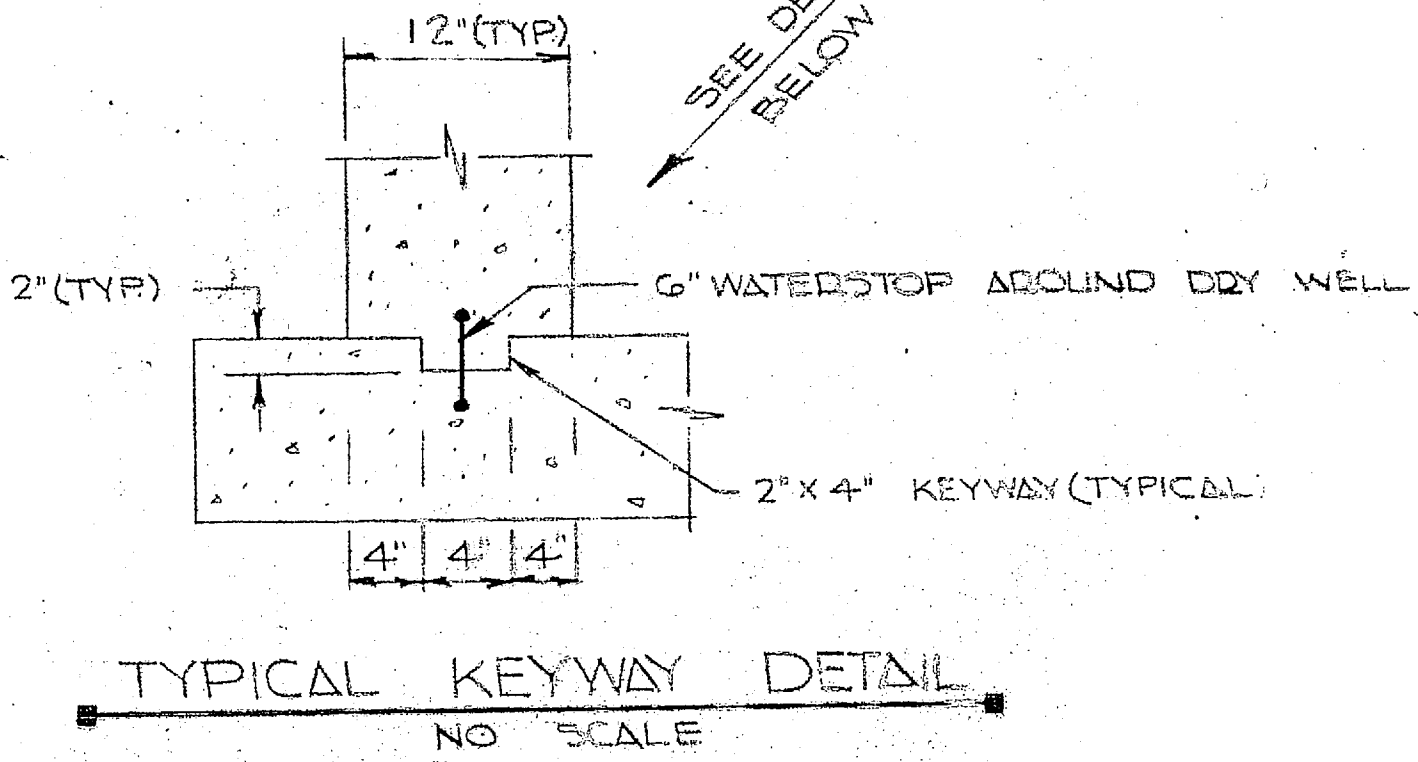 12"(TYP.)
SEE
BELOW
2"(TYP.)
6" WATERSTOP AROUND DRY WELL
2" X 4" KEYWAY (TYPICAL)
4" 4" 4"
TYPICAL KEYWAY DETAIL
NO SCALE